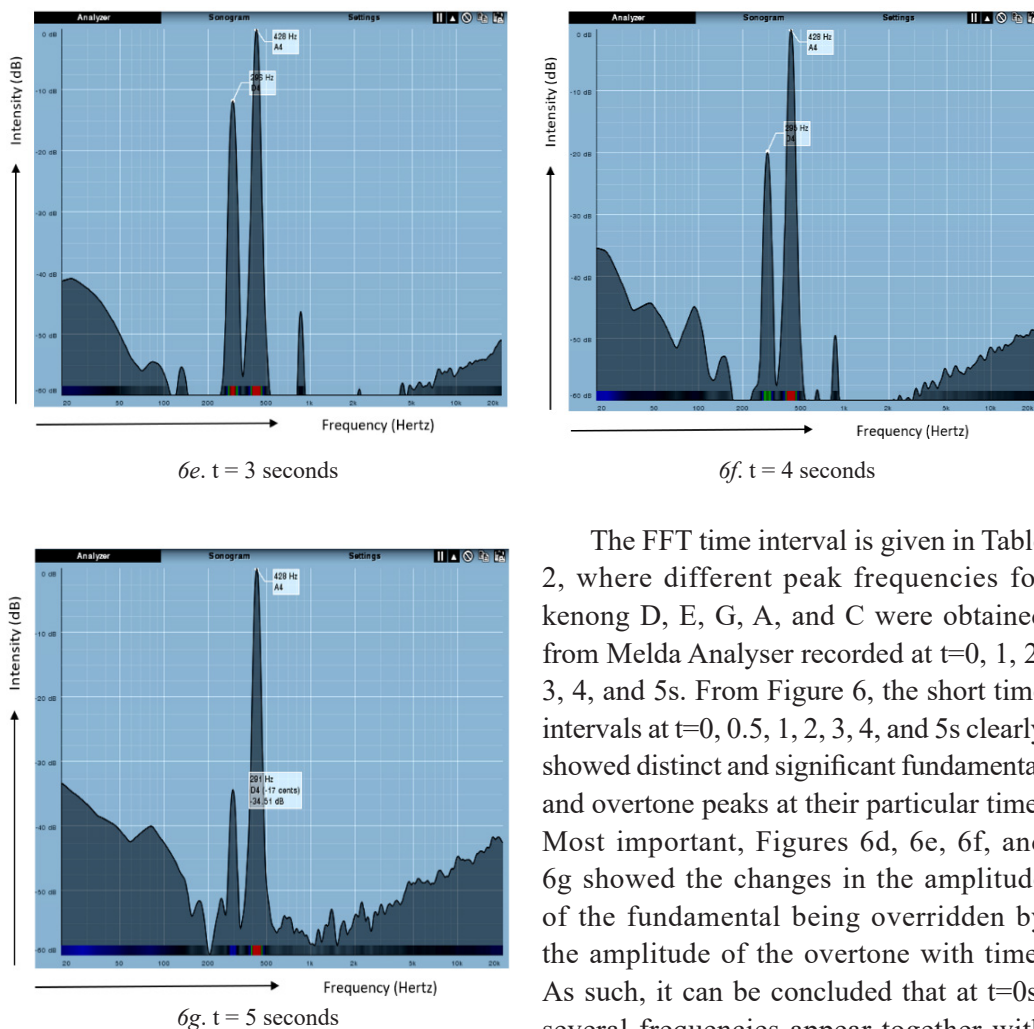 Analyzer Sonogram Settings
0 dB
428 Hz
A4
D4
-10 dB
-20 dB
-30 dB
-40 dB
-50 dB
-60 dB
20 50 100 200 500 1k 2k 5k 10k 20k
Intensity (dB)
Frequency (Hertz)
6e. t = 3 seconds
Analyzer Sonogram Settings
0 dB
428 Hz
A4
295 Hz
D4
-10 dB
-20 dB
-30 dB
-40 dB
-50 dB
-60 dB
20 50 100 200 500 1k 2k 5k 10k 20k
Intensity (dB)
Frequency (Hertz)
6f. t = 4 seconds
Analyzer Sonogram Settings
0 dB
428 Hz
A4
-10 dB
-20 dB
-30 dB
291 Hz
D4 (-17 cents)
-34.51 dB
-40 dB
-50 dB
-60 dB
20 50 100 200 500 1k 2k 5k 10k 20k
Intensity (dB)
Frequency (Hertz)
6g. t = 5 seconds
The FFT time interval is given in Tabl
2, where different peak frequencies fo
kenong D, E, G, A, and C were obtained
from Melda Analyser recorded at t=0, 1, 2
3, 4, and 5s. From Figure 6, the short tim
intervals at t=0, 0.5, 1, 2, 3, 4, and 5s clearly
showed distinct and significant fundamenta
and overtone peaks at their particular time
Most important, Figures 6d, 6e, 6f, and
6g showed the changes in the amplitud
of the fundamental being overridden by
the amplitude of the overtone with time
As such, it can be concluded that at t=0s
several frequencies appear together with